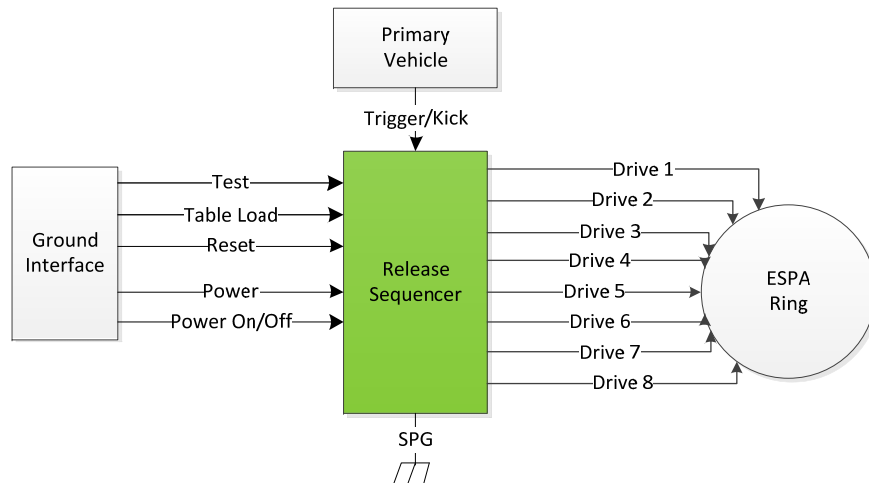 Primary
Vehicle
Trigger/Kick
Ground
Interface
Test
Table Load
Reset
Power
Power On/Off
Release
Sequencer
Drive 1
Drive 2
Drive 3
Drive 4
Drive 5
Drive 6
Drive 7
Drive 8
ESPA
Ring
SPG